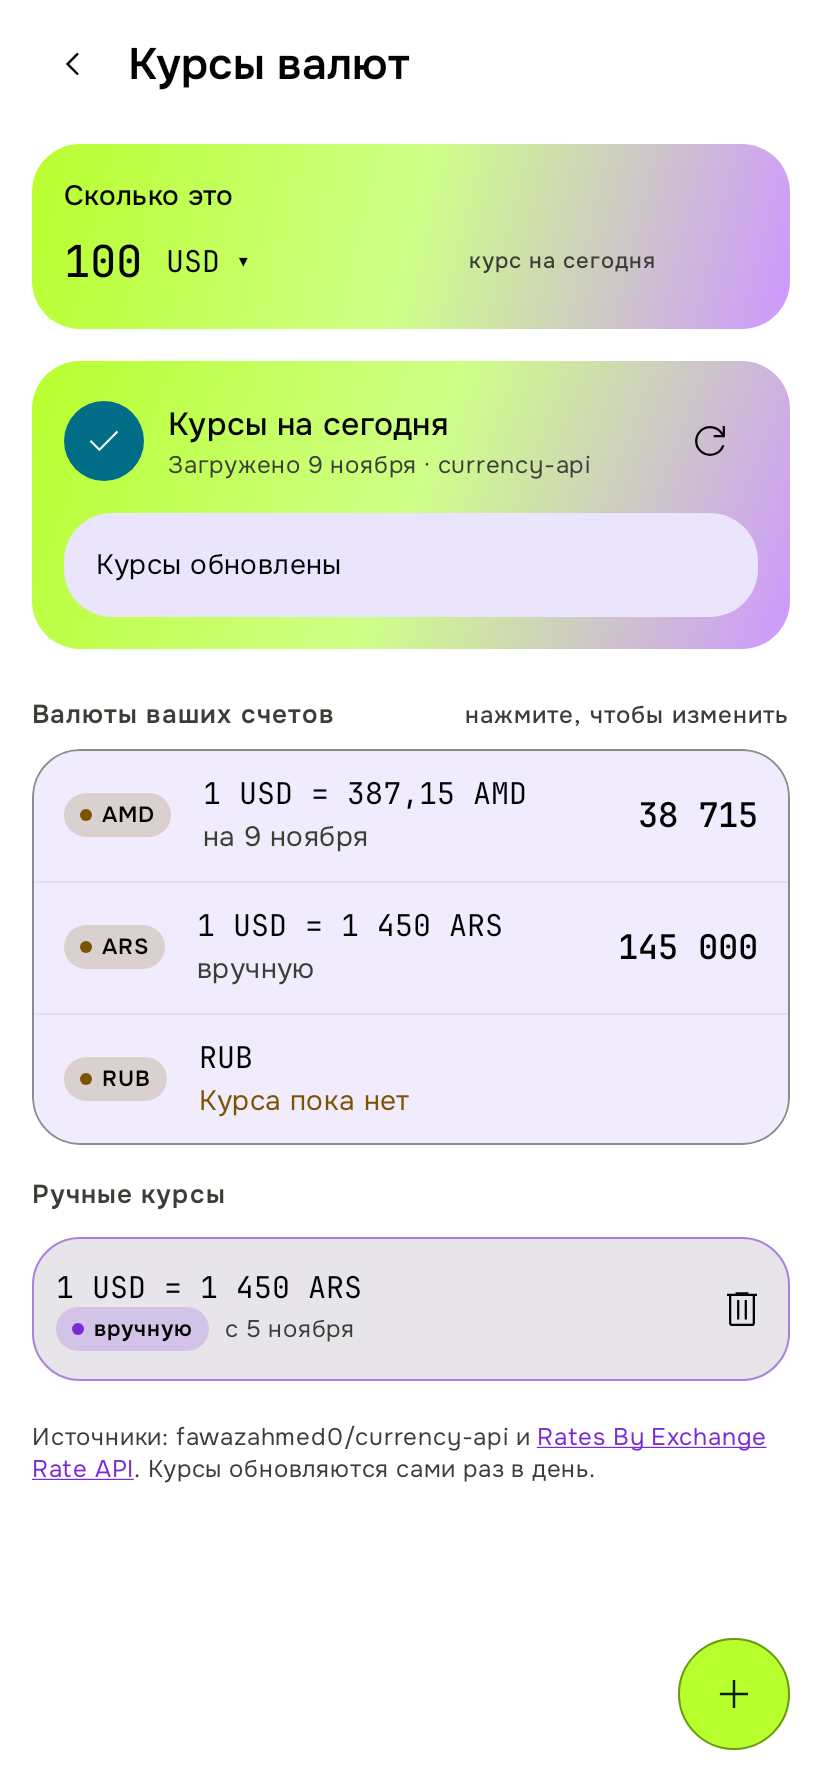 Курсы валют
Сколько это
100 USD ▾ курс на сегодня
Курсы на сегодня
Загружено 9 ноября · currency-api
Курсы обновлены
Валюты ваших счетов нажмите, чтобы изменить
AMD 1 USD = 387,15 AMD 38 715
на 9 ноября
ARS 1 USD = 1 450 ARS 145 000
вручную
RUB RUB
Курса пока нет
Ручные курсы
1 USD = 1 450 ARS
вручную с 5 ноября
Источники: fawazahmed0/currency-api и Rates By Exchange
Rate API. Курсы обновляются сами раз в день.